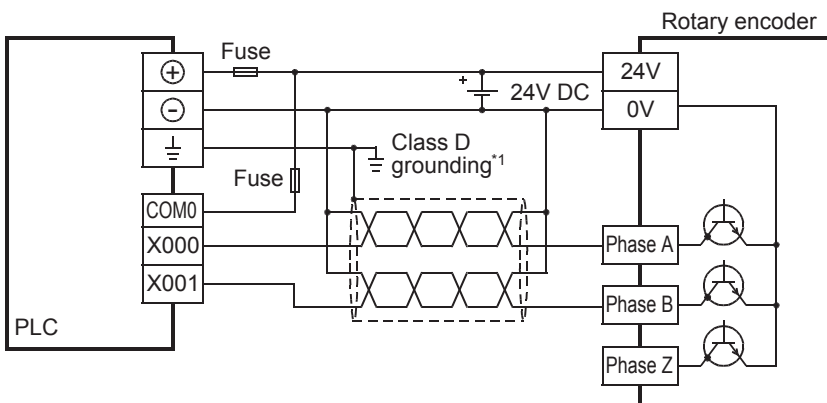 Rotary encoder
Fuse
24V
+
24V DC
0V
Class D
grounding*1
Fuse
COM0
X000
Phase A
X001
Phase B
PLC
Phase Z